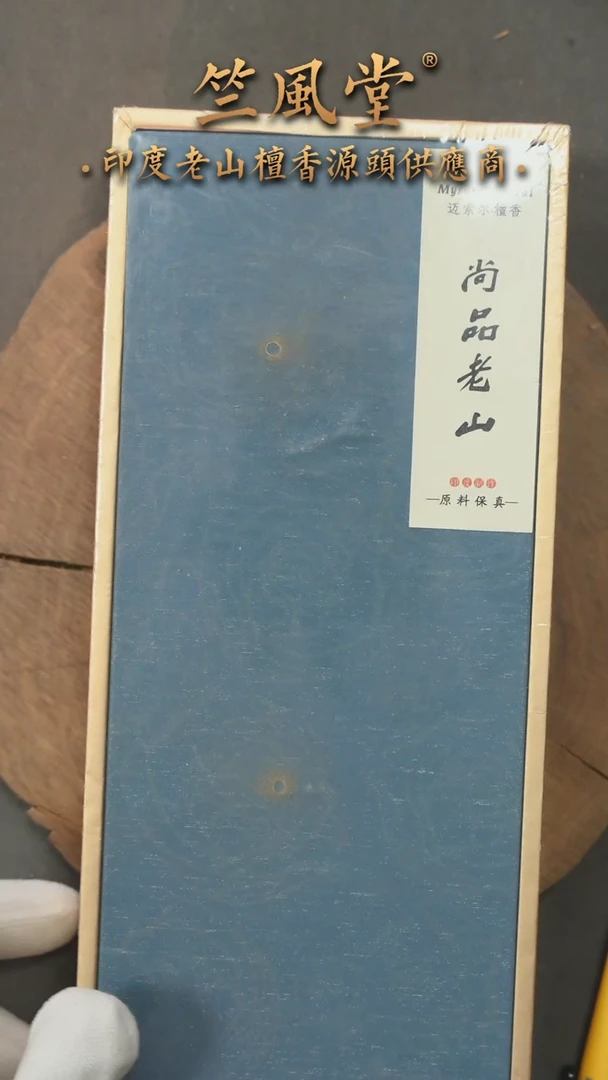 竺風堂®
·印度老山檀香源頭供應商·
迈索尔檀香
尚品老山
—原料保真—